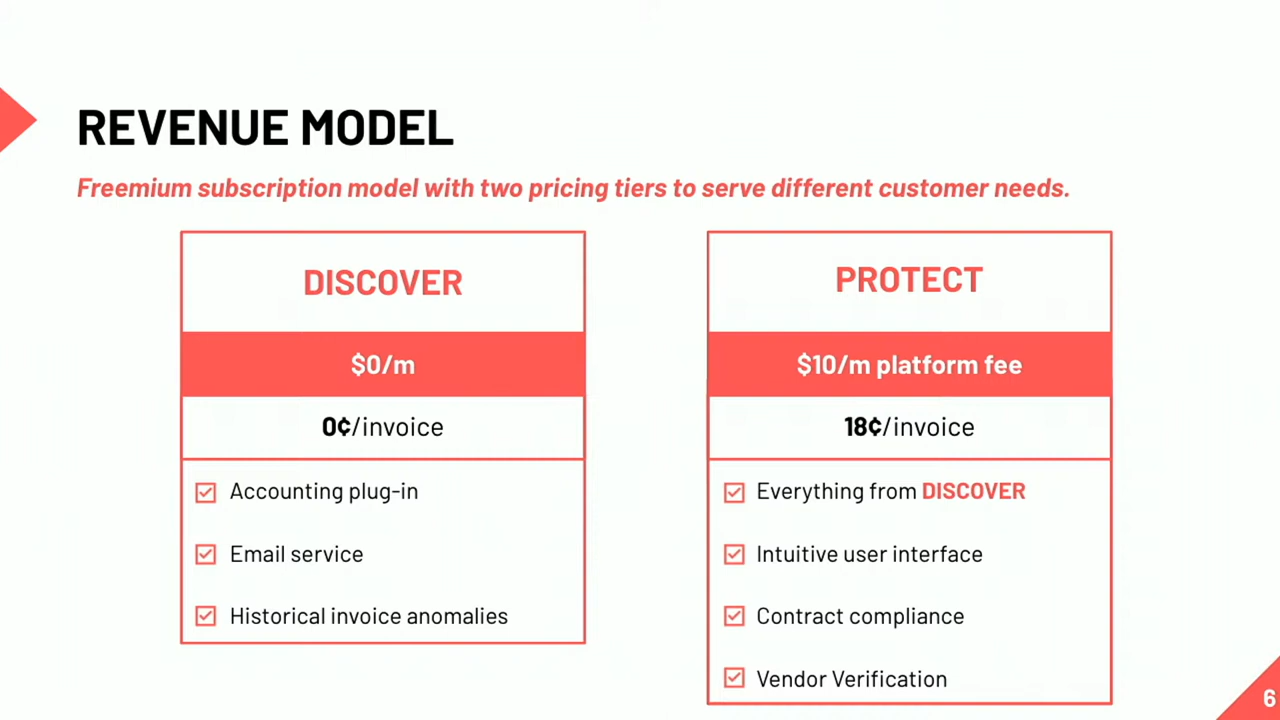 REVENUE MODEL
Freemium subscription model with two pricing tiers to serve different customer needs.
DISCOVER
$0/m
0¢/invoice
Accounting plug-in
Email service
Historical invoice anomalies
PROTECT
$10/m platform fee
18¢/invoice
Everything from DISCOVER
Intuitive user interface
Contract compliance
Vendor Verification
6